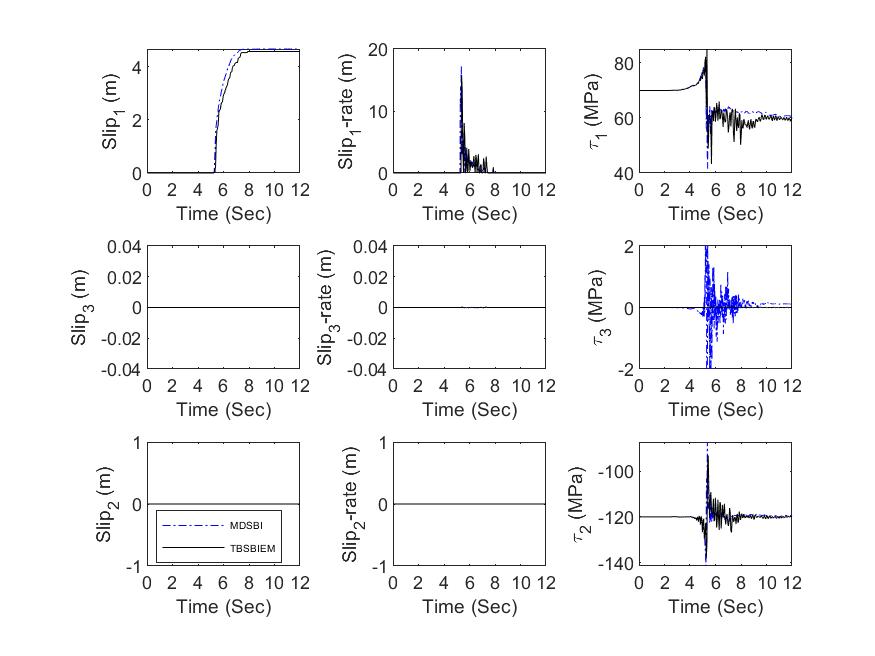 Slip1 (m)
4
2
0
0 2 4 6 8 10 12
Time (Sec)
Slip1-rate (m)
20
10
0
0 2 4 6 8 10 12
Time (Sec)
τ1 (MPa)
80
60
40
0 2 4 6 8 10 12
Time (Sec)
Slip3 (m)
0.04
0.02
0
-0.02
-0.04
0 2 4 6 8 10 12
Time (Sec)
Slip3-rate (m)
0.04
0.02
0
-0.02
-0.04
0 2 4 6 8 10 12
Time (Sec)
τ3 (MPa)
2
0
-2
0 2 4 6 8 10 12
Time (Sec)
Slip2 (m)
1
0
-1
MDSBI
TBSBIEM
0 2 4 6 8 10 12
Time (Sec)
Slip2-rate (m)
1
0
-1
0 2 4 6 8 10 12
Time (Sec)
τ2 (MPa)
-100
-120
-140
0 2 4 6 8 10 12
Time (Sec)